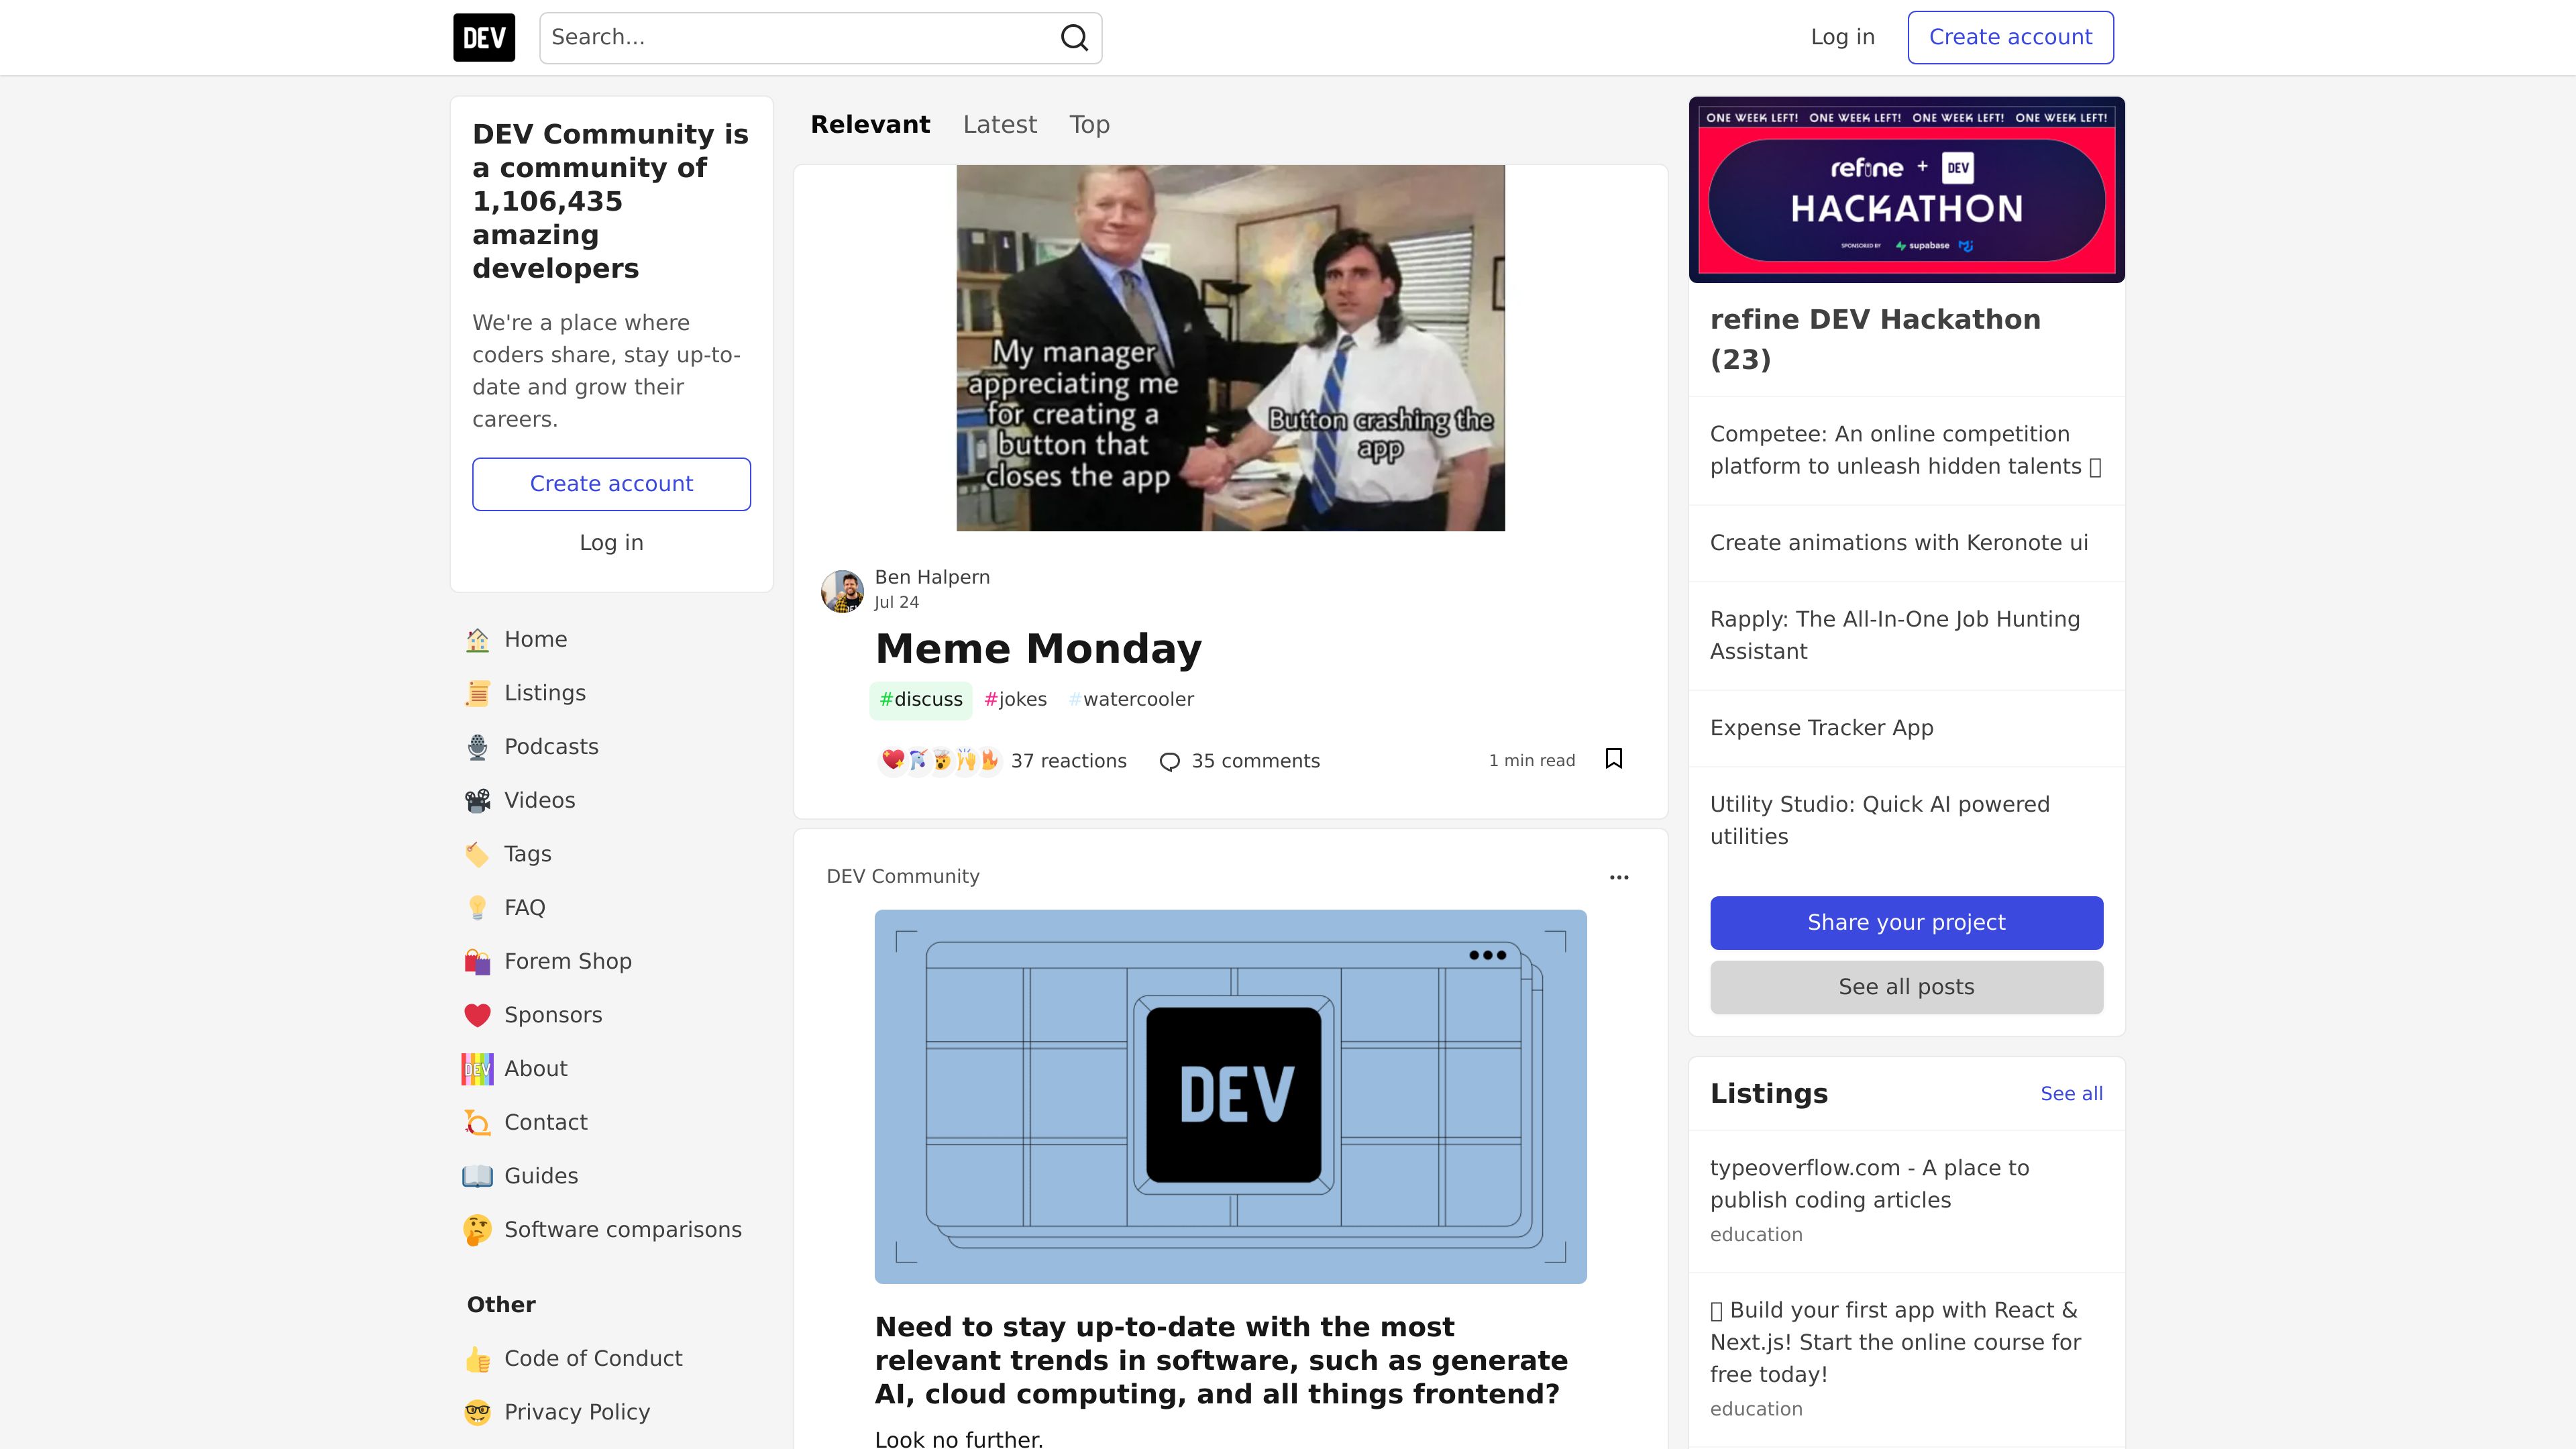 DEV
Search...
Log in
Create account
DEV Community is
a community of
1,106,435
amazing
developers
We're a place where
coders share, stay up-to-
date and grow their
careers.
Create account
Log in
Home
Listings
Podcasts
Videos
Tags
FAQ
Forem Shop
Sponsors
DEV
About
Contact
Guides
Software comparisons
Other
Code of Conduct
Privacy Policy
Relevant
Latest
Top
My manager
appreciating me
for creating a
button that
closes the app
Button crashing the
app
Ben Halpern
Jul 24
Meme Monday
#discuss
#jokes
#watercooler
37 reactions
35 comments
1 min read
DEV Community
DEV
Need to stay up-to-date with the most
relevant trends in software, such as generate
AI, cloud computing, and all things frontend?
Look no further.
ONE WEEK LEFT! ONE WEEK LEFT! ONE WEEK LEFT! ONE WEEK LEFT!
refine + DEV
HACKATHON
SPONSORED BY supabase
refine DEV Hackathon
(23)
Competee: An online competition
platform to unleash hidden talents
Create animations with Keronote ui
Rapply: The All-In-One Job Hunting
Assistant
Expense Tracker App
Utility Studio: Quick AI powered
utilities
Share your project
See all posts
Listings
See all
typeoverflow.com - A place to
publish coding articles
education
Build your first app with React &
Next.js! Start the online course for
free today!
education